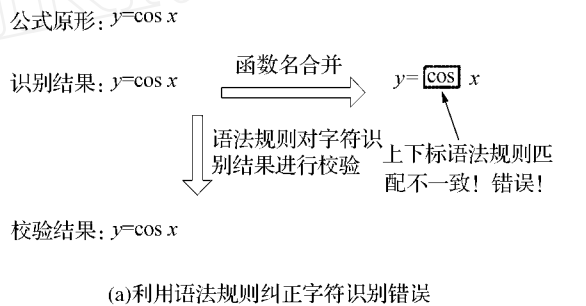 公式原形: y=cos x
识别结果: y=cos x
函数名合并
y= cos x
语法规则对字符识
别结果进行校验
上下标语法规则匹
配不一致！错误！
校验结果: y=cos x
(a)利用语法规则纠正字符识别错误